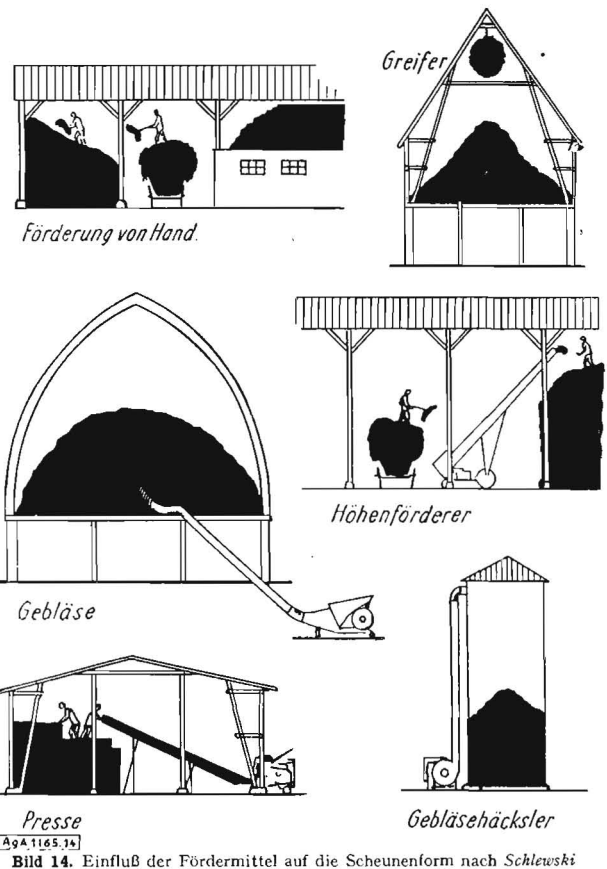 Greifer
Förderung von Hand.
Höhenförderer
Gebläse
Presse
Gebläsehäcksler
AgA.1165.14
Bild 14. Einfluß der Fördermittel auf die Scheunenform nach Schlewski